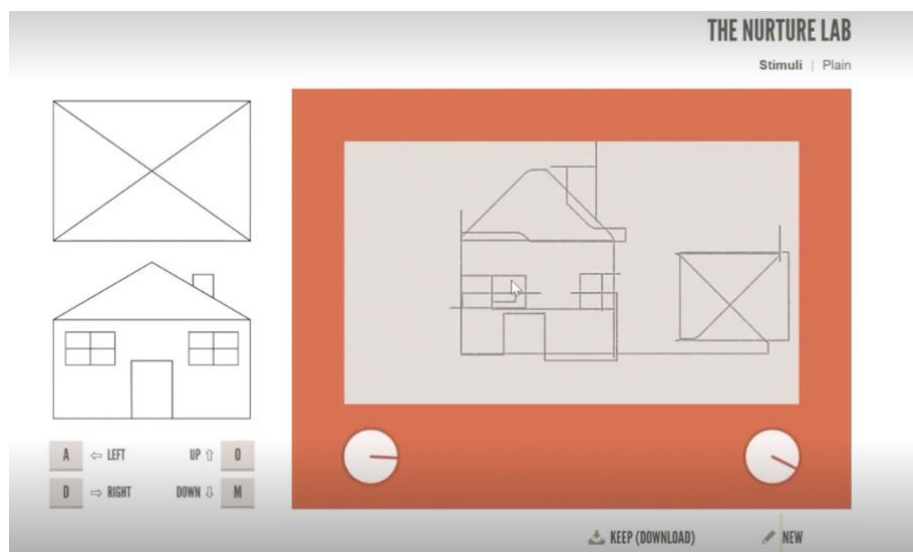 THE NURTURE LAB
Stimuli | Plain
A ⇦ LEFT UP ⇧ O
D ⇨ RIGHT DOWN ⇩ M
KEEP (DOWNLOAD) NEW